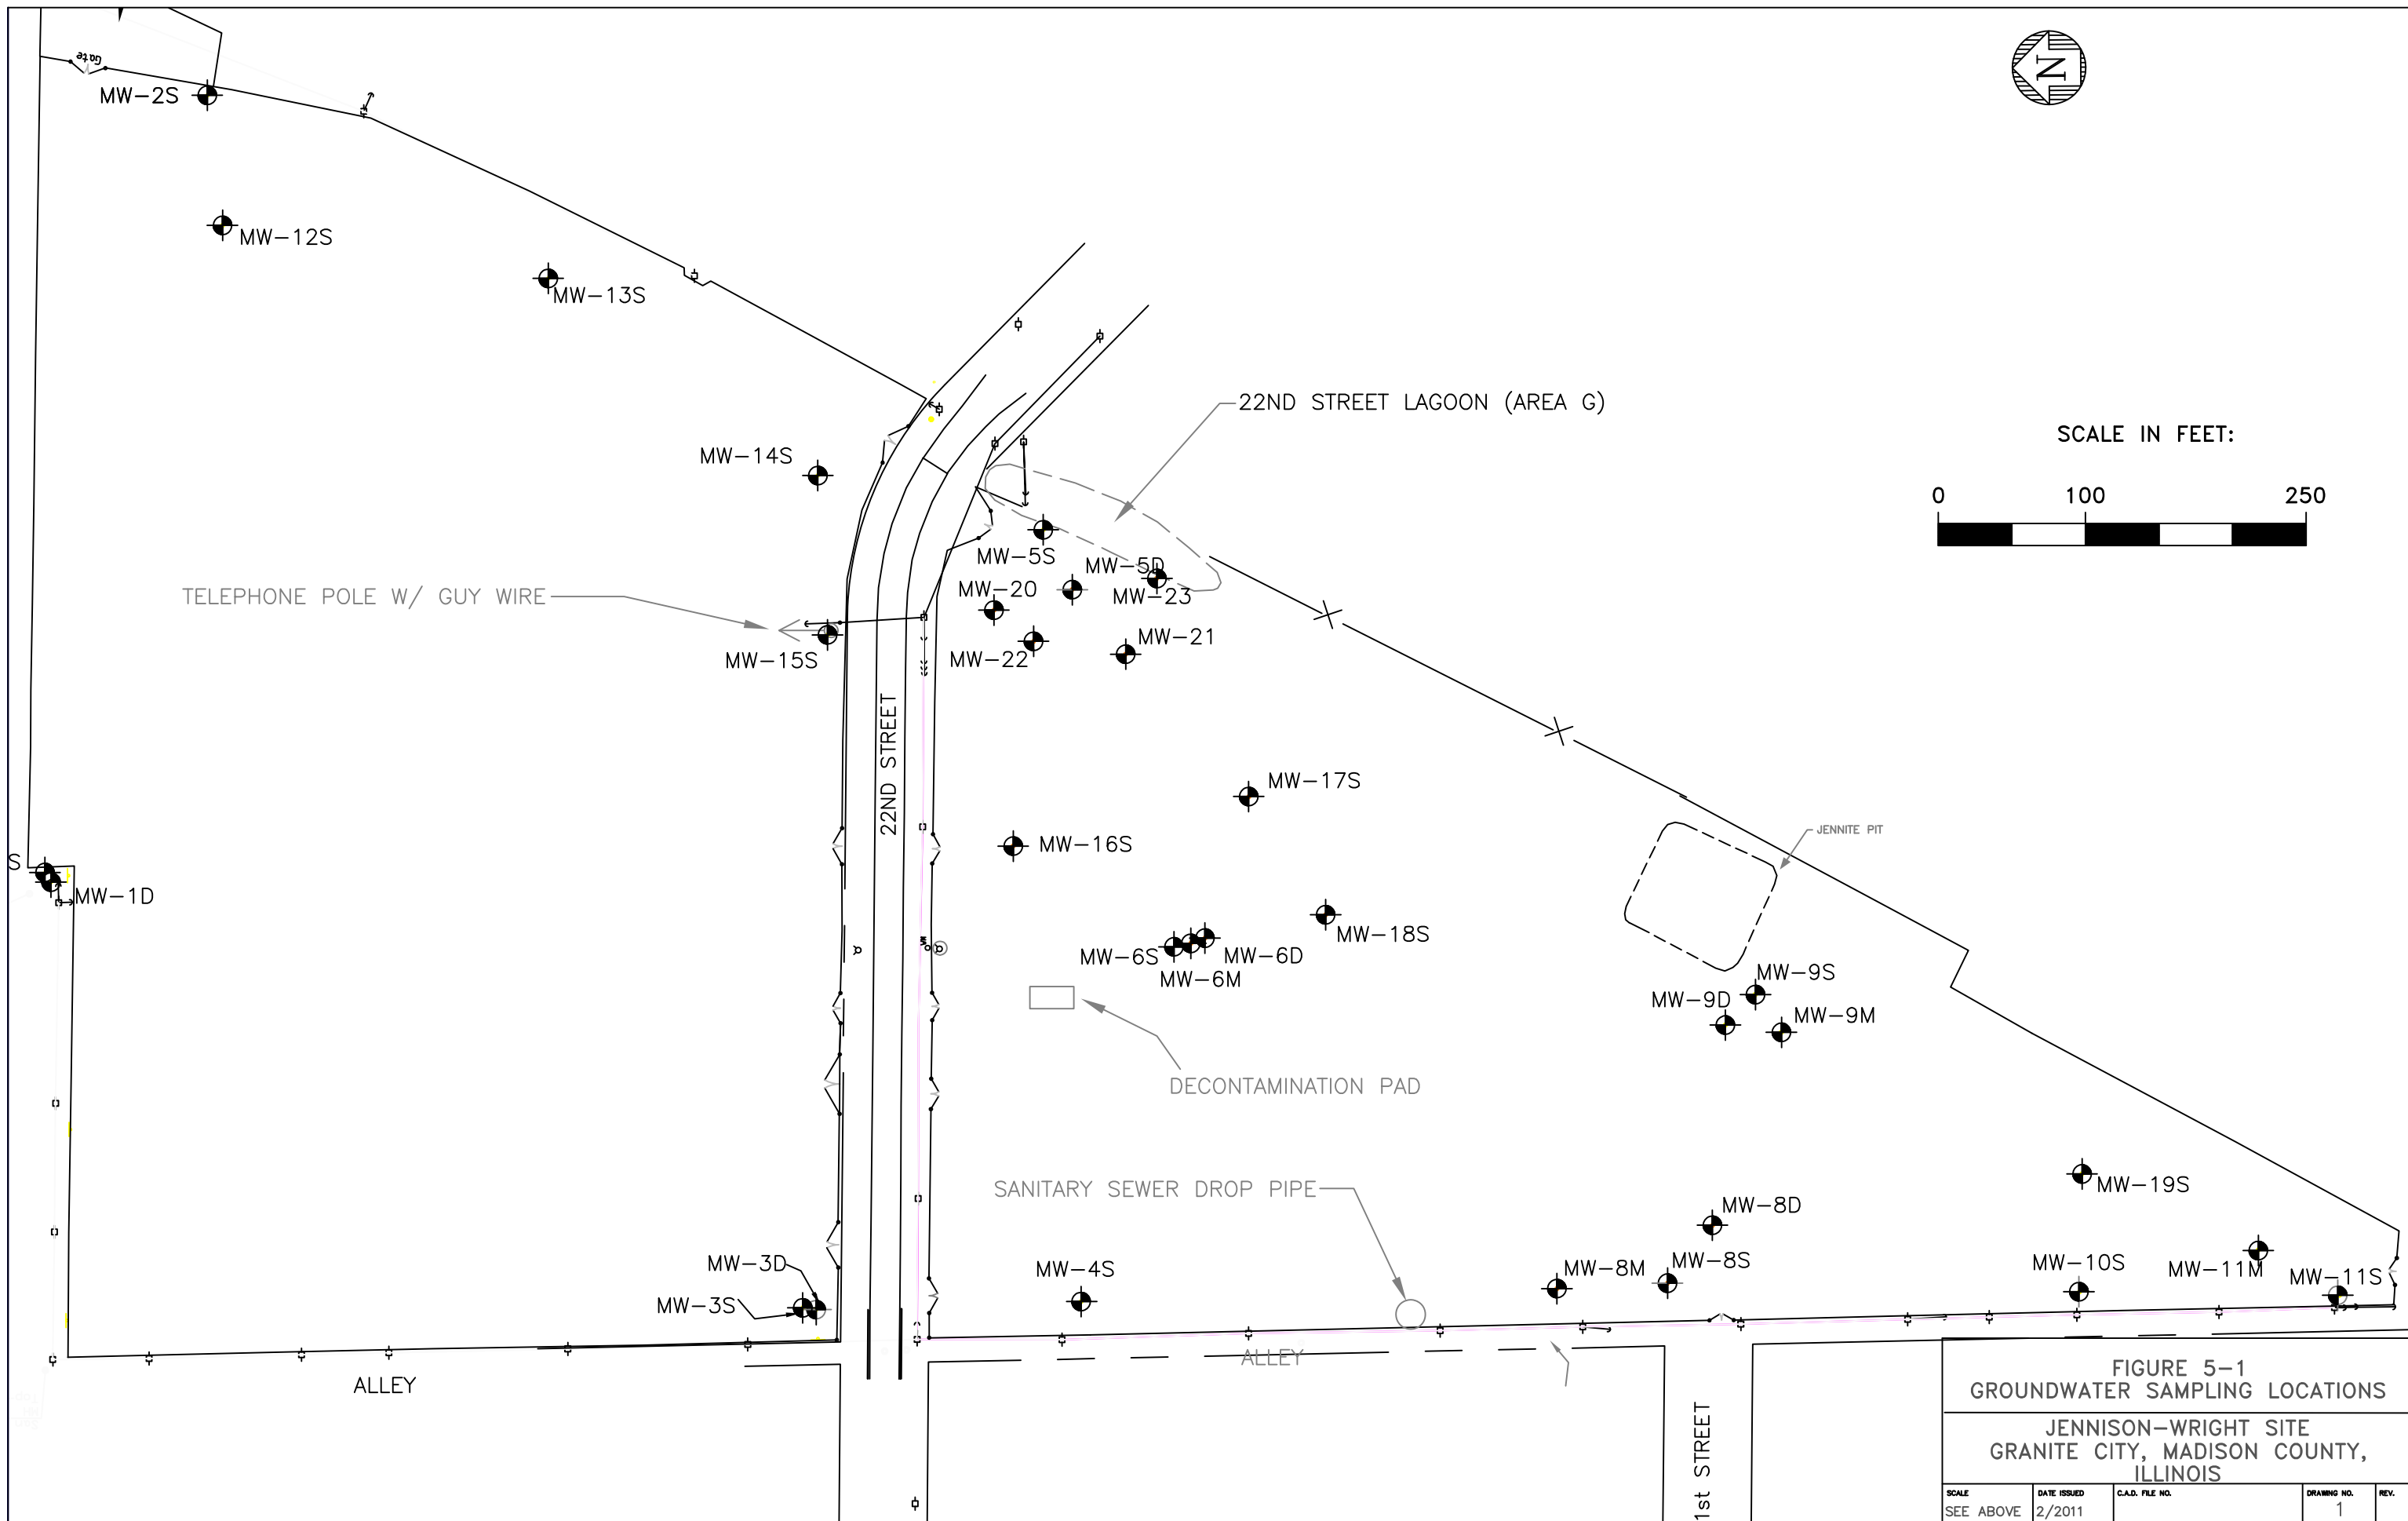 Gate
MW-2S
N
MW-12S
MW-13S
22ND STREET LAGOON (AREA G)
SCALE IN FEET:
MW-14S
0 100 250
MW-5S
MW-5D
TELEPHONE POLE W/ GUY WIRE
MW-20
MW-23
MW-21
MW-15S
MW-22
22ND STREET
MW-17S
JENNITE PIT
MW-16S
S
MW-1D
MW-18S
MW-6S
MW-6D
MW-6M
MW-9S
MW-9D
MW-9M
DECONTAMINATION PAD
SANITARY SEWER DROP PIPE
MW-19S
MW-8D
MW-3D
MW-4S
MW-8M
MW-8S
MW-10S
MW-11M
MW-11S
MW-3S
ALLEY
ALLEY
1st STREET
FIGURE 5-1
GROUNDWATER SAMPLING LOCATIONS
JENNISON-WRIGHT SITE
GRANITE CITY, MADISON COUNTY,
ILLINOIS
SCALE DATE ISSUED C.A.D. FILE NO. DRAWING NO. REV.
SEE ABOVE 2/2011 1